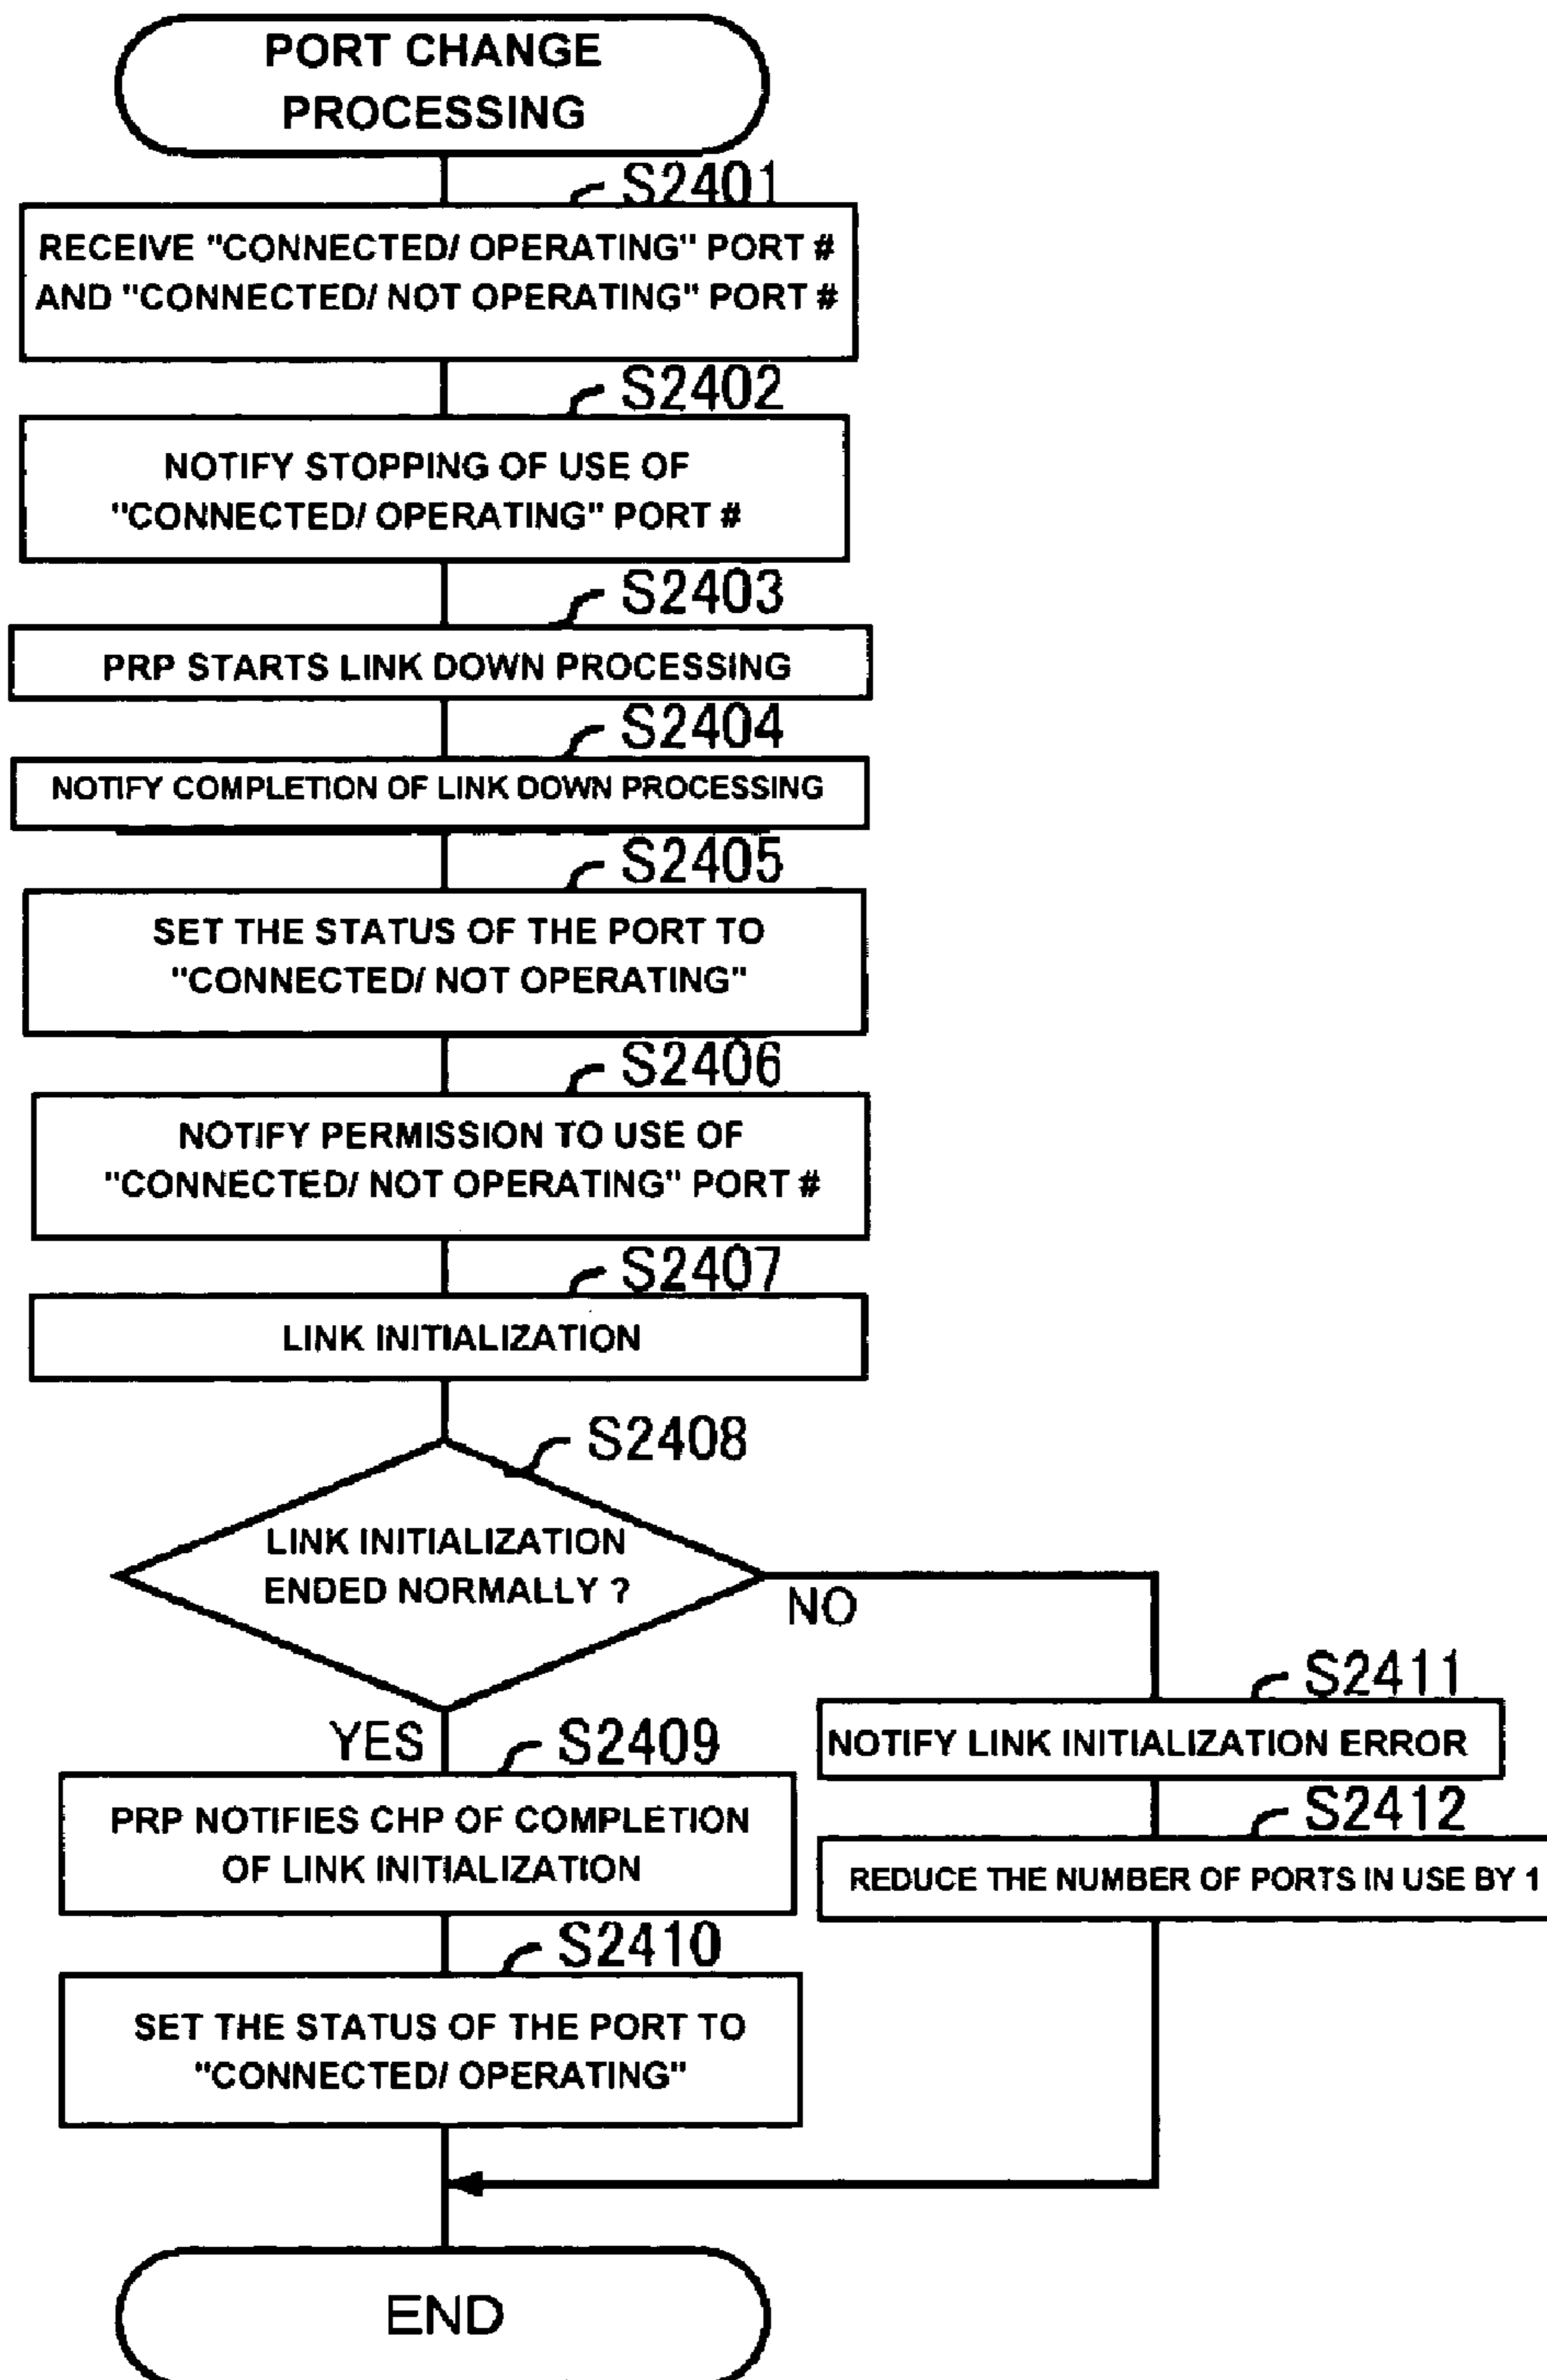 PORT CHANGE
PROCESSING
S2401
RECEIVE "CONNECTED/ OPERATING" PORT #
AND "CONNECTED/ NOT OPERATING" PORT #
S2402
NOTIFY STOPPING OF USE OF
"CONNECTED/ OPERATING" PORT #
S2403
PRP STARTS LINK DOWN PROCESSING
S2404
NOTIFY COMPLETION OF LINK DOWN PROCESSING
S2405
SET THE STATUS OF THE PORT TO
"CONNECTED/ NOT OPERATING"
S2406
NOTIFY PERMISSION TO USE OF
"CONNECTED/ NOT OPERATING" PORT #
S2407
LINK INITIALIZATION
S2408
LINK INITIALIZATION
ENDED NORMALLY ?
NO
YES
S2409
PRP NOTIFIES CHP OF COMPLETION
OF LINK INITIALIZATION
S2410
SET THE STATUS OF THE PORT TO
"CONNECTED/ OPERATING"
S2411
NOTIFY LINK INITIALIZATION ERROR
S2412
REDUCE THE NUMBER OF PORTS IN USE BY 1
END